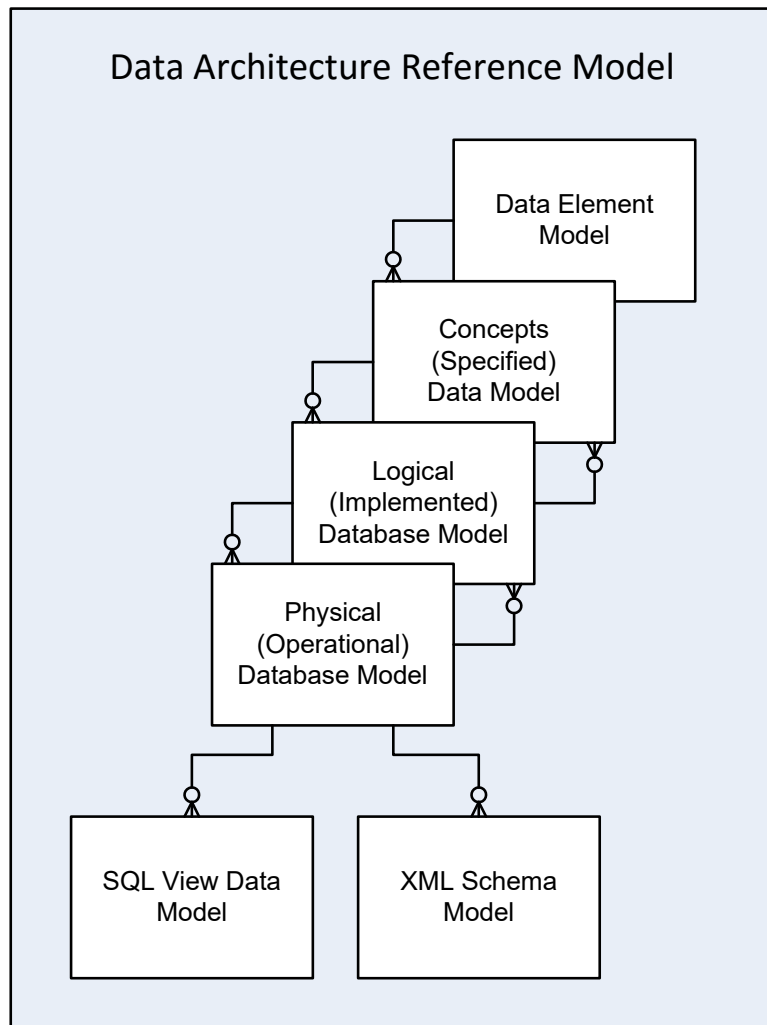 Data Architecture Reference Model
Data Element
Model
Concepts
(Specified)
Data Model
Logical
(Implemented)
Database Model
Physical
(Operational)
Database Model
SQL View Data
Model
XML Schema
Model